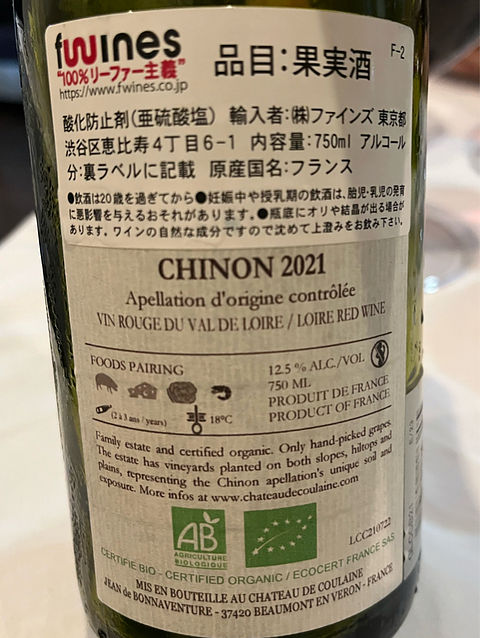 fwines
"100%リーファー主義"
https://www.fwines.co.jp
品目:果実酒
F-2
酸化防止剤(亜硫酸塩) 輸入者:㈱ファインズ 東京都
渋谷区恵比寿4丁目6-1 内容量:750ml アルコール
分:裏ラベルに記載 原産国名:フランス
●飲酒は20歳を過ぎてから●妊娠中や授乳期の飲酒は、胎児・乳児の発育
に悪影響を与えるおそれがあります。●瓶底にオリや結晶が出る場合が
あります。ワインの自然な成分ですので沈めて上澄みをお飲み下さい。
CHINON 2021
Apellation d'origine contrôlée
VIN ROUGE DU VAL DE LOIRE / LOIRE RED WINE
FOODS PAIRING
12.5 % ALC./VOL
750 ML
PRODUIT DE FRANCE
PRODUCT OF FRANCE
(2 à 3 ans / years)
18°C
Family estate and certified organic. Only hand-picked grapes.
The estate has vineyards planted on both slopes, hilltops and
plains, representing the Chinon apellation's unique soil and
exposure. More infos at www.chateaudecoulaine.com
AB
AGRICULTURE
BIOLOGIQUE
LCC210722
CERTIFIÉ BIO - CERTIFIED ORGANIC / ECOCERT FRANCE SAS
MIS EN BOUTEILLE AU CHATEAU DE COULAINE
JEAN de BONNAVENTURE - 37420 BEAUMONT EN VERON - FRANCE